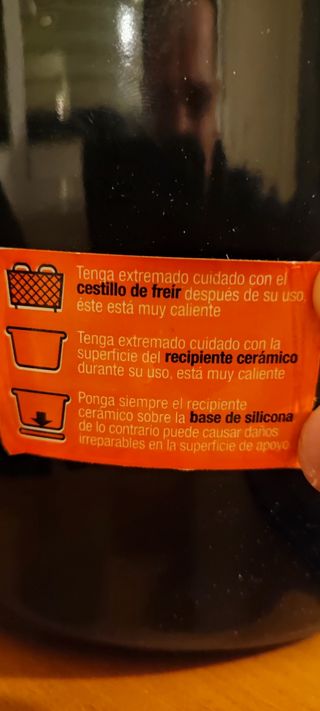 Tenga extremado cuidado con el
cestillo de freír después de su uso,
éste está muy caliente
Tenga extremado cuidado con la
superficie del recipiente cerámico
durante su uso, está muy caliente
Ponga siempre el recipiente
cerámico sobre la base de silicona
de lo contrario puede causar daños
irreparables en la superficie de apoyo.